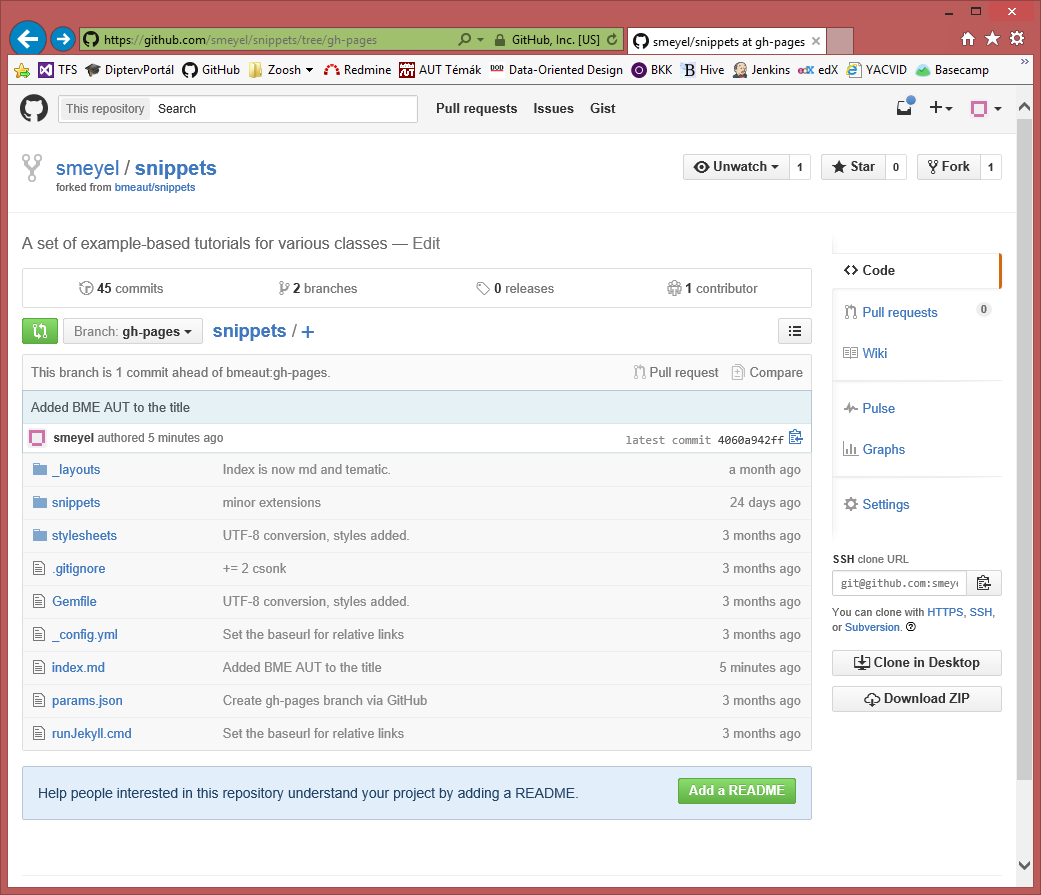 https://github.com/smeyel/snippets/tree/gh-pages GitHub, Inc. [US] smeyel/snippets at gh-pages
TFS DiptervPortál GitHub Zoosh Redmine AUT Témák Data-Oriented Design BKK Hive Jenkins edX YACVID Basecamp
This repository Search Pull requests Issues Gist
smeyel / snippets Unwatch 1 Star 0 Fork 1
forked from bmeaut/snippets
A set of example-based tutorials for various classes — Edit
45 commits 2 branches 0 releases 1 contributor
Branch: gh-pages snippets / +
This branch is 1 commit ahead of bmeaut:gh-pages. Pull request Compare
Added BME AUT to the title
smeyel authored 5 minutes ago latest commit 4060a942ff
_layouts Index is now md and tematic. a month ago
snippets minor extensions 24 days ago
stylesheets UTF-8 conversion, styles added. 3 months ago
.gitignore += 2 csonk 3 months ago
Gemfile UTF-8 conversion, styles added. 3 months ago
_config.yml Set the baseurl for relative links 3 months ago
index.md Added BME AUT to the title 5 minutes ago
params.json Create gh-pages branch via GitHub 3 months ago
runJekyll.cmd Set the baseurl for relative links 3 months ago
Help people interested in this repository understand your project by adding a README. Add a README
Code
Pull requests 0
Wiki
Pulse
Graphs
Settings
SSH clone URL
git@github.com:smeye
You can clone with HTTPS, SSH,
or Subversion.
Clone in Desktop
Download ZIP